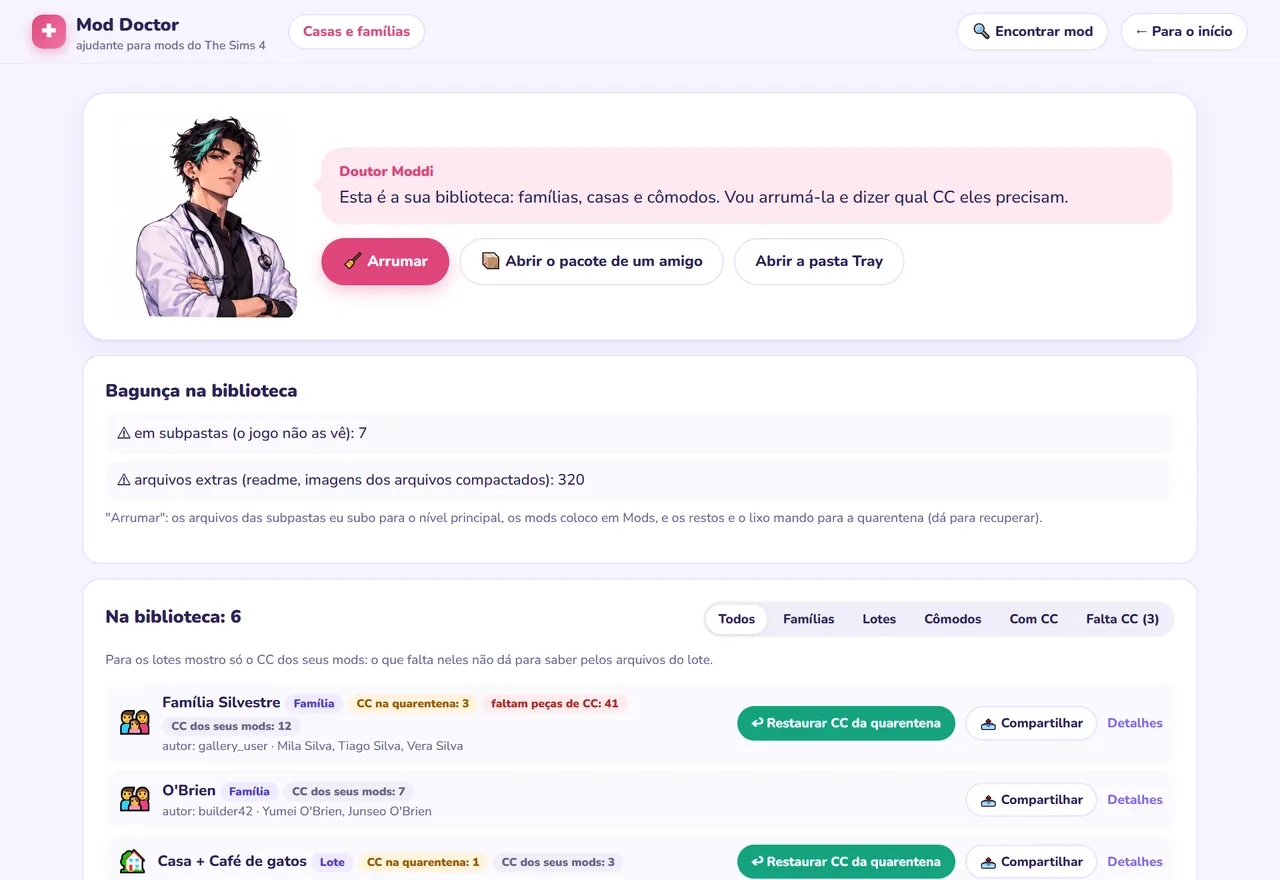 Mod Doctor
ajudante para mods do The Sims 4
Casas e famílias
🔍 Encontrar mod
← Para o início
Doutor Moddi
Esta é a sua biblioteca: famílias, casas e cômodos. Vou arrumá-la e dizer qual CC eles precisam.
🧹 Arrumar
📦 Abrir o pacote de um amigo
Abrir a pasta Tray
Bagunça na biblioteca
⚠ em subpastas (o jogo não as vê): 7
⚠ arquivos extras (readme, imagens dos arquivos compactados): 320
"Arrumar": os arquivos das subpastas eu subo para o nível principal, os mods coloco em Mods, e os restos e o lixo mando para a quarentena (dá para recuperar).
Na biblioteca: 6
Todos Famílias Lotes Cômodos Com CC Falta CC (3)
Para os lotes mostro só o CC dos seus mods: o que falta neles não dá para saber pelos arquivos do lote.
Família Silvestre Família CC na quarentena: 3 faltam peças de CC: 41
CC dos seus mods: 12
autor: gallery_user · Mila Silva, Tiago Silva, Vera Silva
↩ Restaurar CC da quarentena 📤 Compartilhar Detalhes
O'Brien Família CC dos seus mods: 7
autor: builder42 · Yumei O'Brien, Junseo O'Brien
📤 Compartilhar Detalhes
Casa + Café de gatos Lote CC na quarentena: 1 CC dos seus mods: 3
↩ Restaurar CC da quarentena 📤 Compartilhar Detalhes